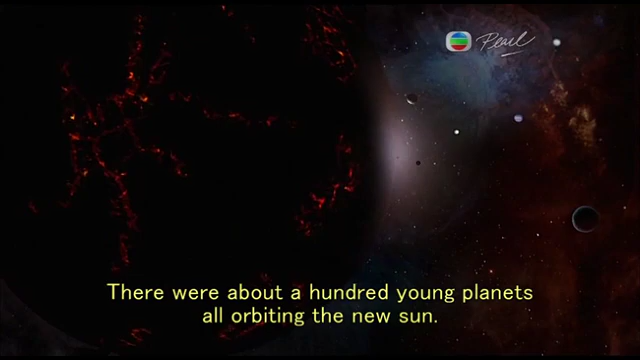 Pearl
There were about a hundred young planets
all orbiting the new sun.